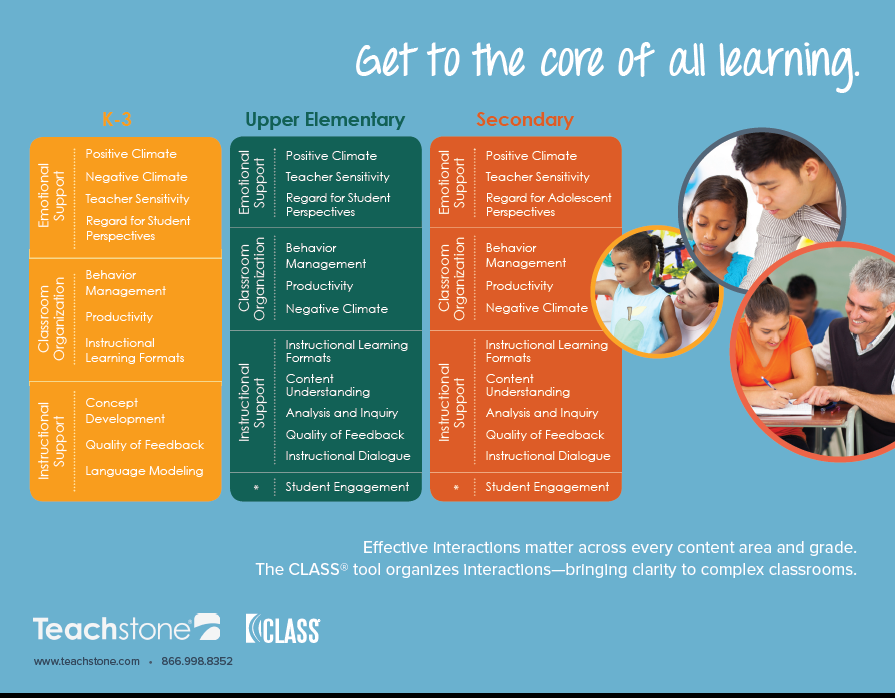 Get to the core of all learning.
K-3
Emotional
Support
Positive Climate
Negative Climate
Teacher Sensitivity
Regard for Student
Perspectives
Classroom
Organization
Behavior
Management
Productivity
Instructional
Learning Formats
Instructional
Support
Concept
Development
Quality of Feedback
Language Modeling
Upper Elementary
Emotional
Support
Positive Climate
Teacher Sensitivity
Regard for Student
Perspectives
Classroom
Organization
Behavior
Management
Productivity
Negative Climate
Instructional
Support
Instructional Learning
Formats
Content
Understanding
Analysis and Inquiry
Quality of Feedback
Instructional Dialogue
* Student Engagement
Secondary
Emotional
Support
Positive Climate
Teacher Sensitivity
Regard for Adolescent
Perspectives
Classroom
Organization
Behavior
Management
Productivity
Negative Climate
Instructional
Support
Instructional Learning
Formats
Content
Understanding
Analysis and Inquiry
Quality of Feedback
Instructional Dialogue
* Student Engagement
Effective interactions matter across every content area and grade.
The CLASS® tool organizes interactions—bringing clarity to complex classrooms.
Teachstone® CLASS®
www.teachstone.com • 866.998.8352